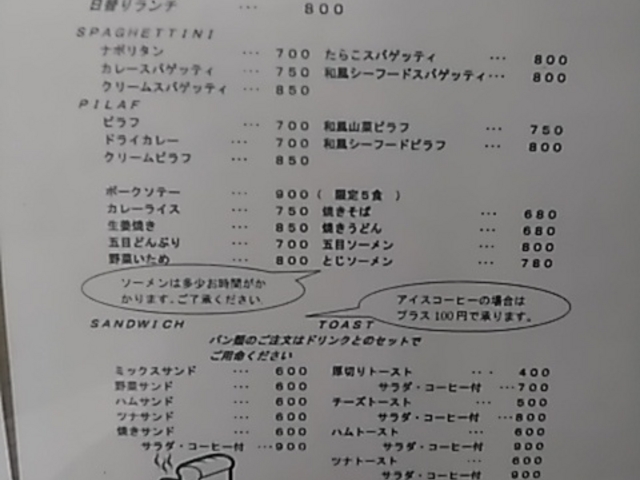 日替りランチ … 800
SPAGHETTINI
ナポリタン … 700 たらこスパゲッティ … 800
カレースパゲッティ … 750 和風シーフードスパゲッティ… 800
クリームスパゲッティ … 850
PILAF
ピラフ … 700 和風山菜ピラフ … 750
ドライカレー … 700 和風シーフードピラフ … 800
クリームピラフ … 850
ポークソテー … 900 ( 限定5食 )
カレーライス … 750 焼きそば … 680
生姜焼き … 850 焼きうどん … 680
五目どんぶり … 700 五目ソーメン … 800
野菜いため … 800 とじソーメン … 780
ソーメンは多少お時間がか
かります。ご了承ください
アイスコーヒーの場合は
プラス100円で承ります。
SANDWICH TOAST
パン類のご注文はドリンクとのセットで
ご用命ください
ミックスサンド … 600 厚切りトースト … 400
野菜サンド … 600 サラダ・コーヒー付 …700
ハムサンド … 600 チーズトースト … 500
ツナサンド … 600 サラダ・コーヒー付 …800
焼きサンド … 600 ハムトースト … 600
サラダ・コーヒー付 …900 サラダ・コーヒー付 900
ツナトースト … 600
サラダ・コーヒー付 900